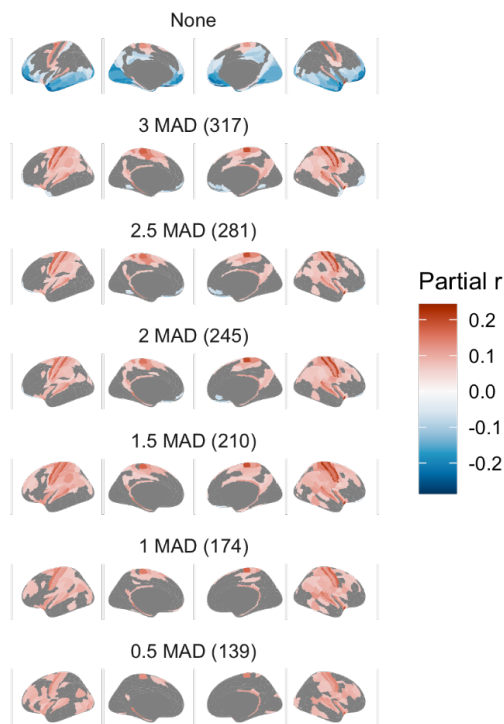 None
3 MAD (317)
2.5 MAD (281)
2 MAD (245)
1.5 MAD (210)
1 MAD (174)
0.5 MAD (139)
Partial r
0.2
0.1
0.0
-0.1
-0.2